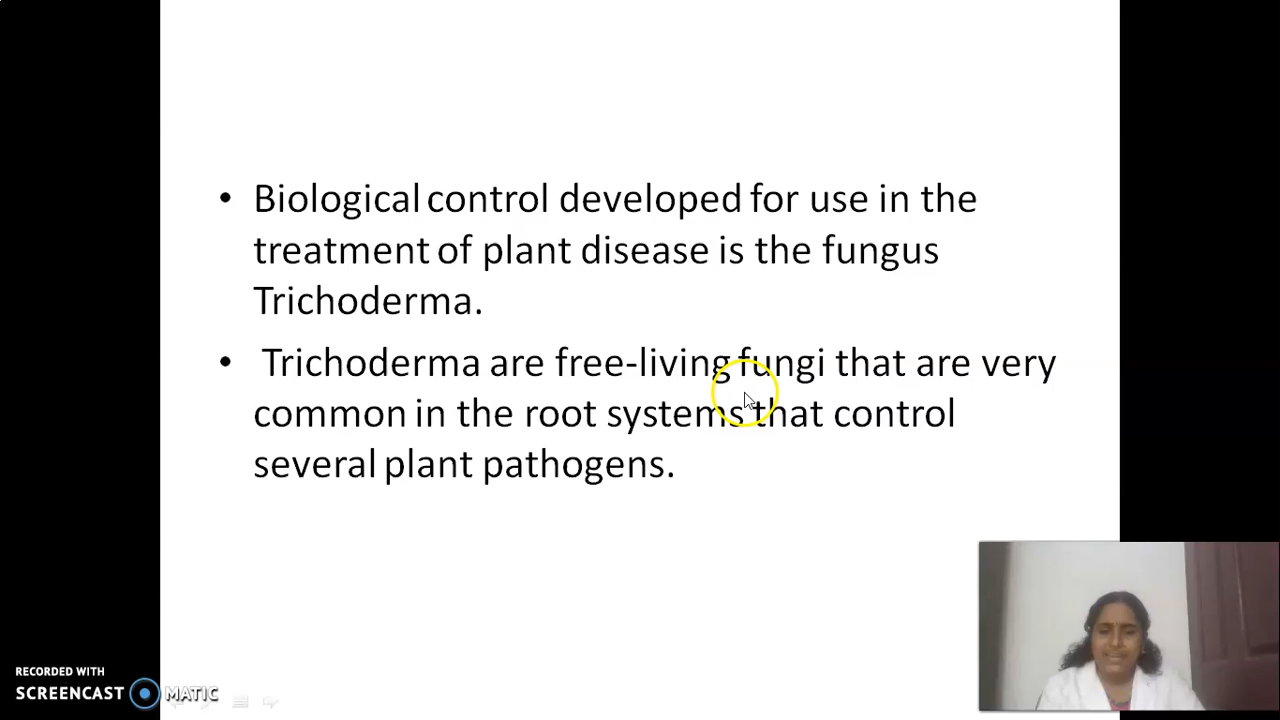 • Biological control developed for use in the
treatment of plant disease is the fungus
Trichoderma.
• Trichoderma are free-living fungi that are very
common in the root systems that control
several plant pathogens.
RECORDED WITH
SCREENCAST MATIC